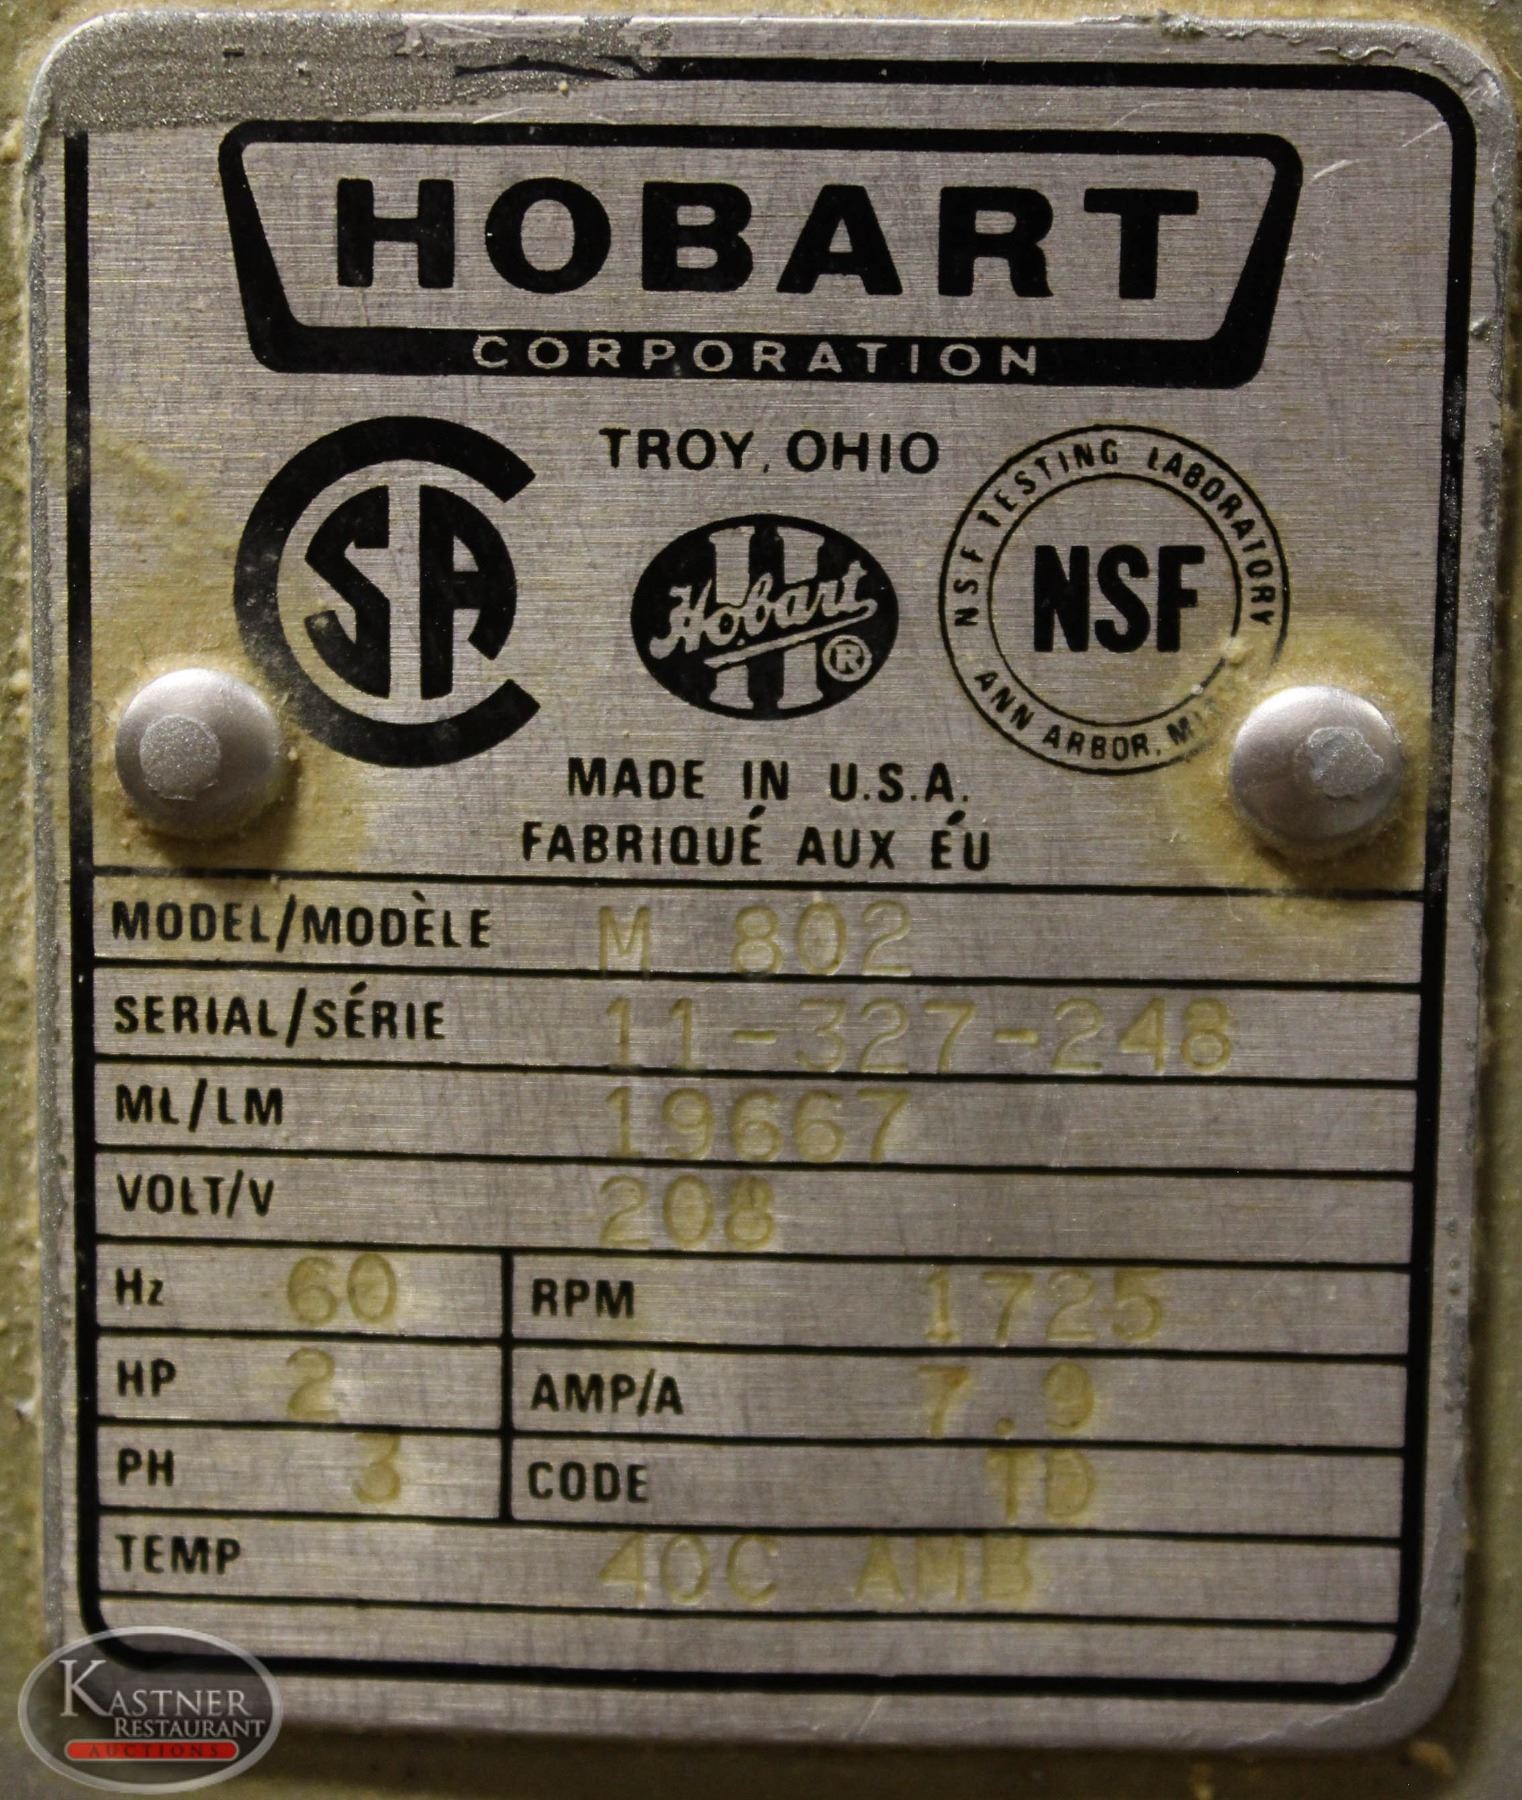 HOBART
CORPORATION
TROY, OHIO
SA
Hobart ®
NSF TESTING LABORATORY
NSF
ANN ARBOR,
MADE IN U.S.A.
FABRIQUÉ AUX ÉU
MODEL/MODÈLE M 802
SERIAL/SÉRIE 11-327-248
ML/LM 19667
VOLT/V 208
Hz 60 RPM 1725
HP 2 AMP/A 7.9
PH 3 CODE TD
TEMP 40C AMB
KASTNER
RESTAURANT
AUCTIONS